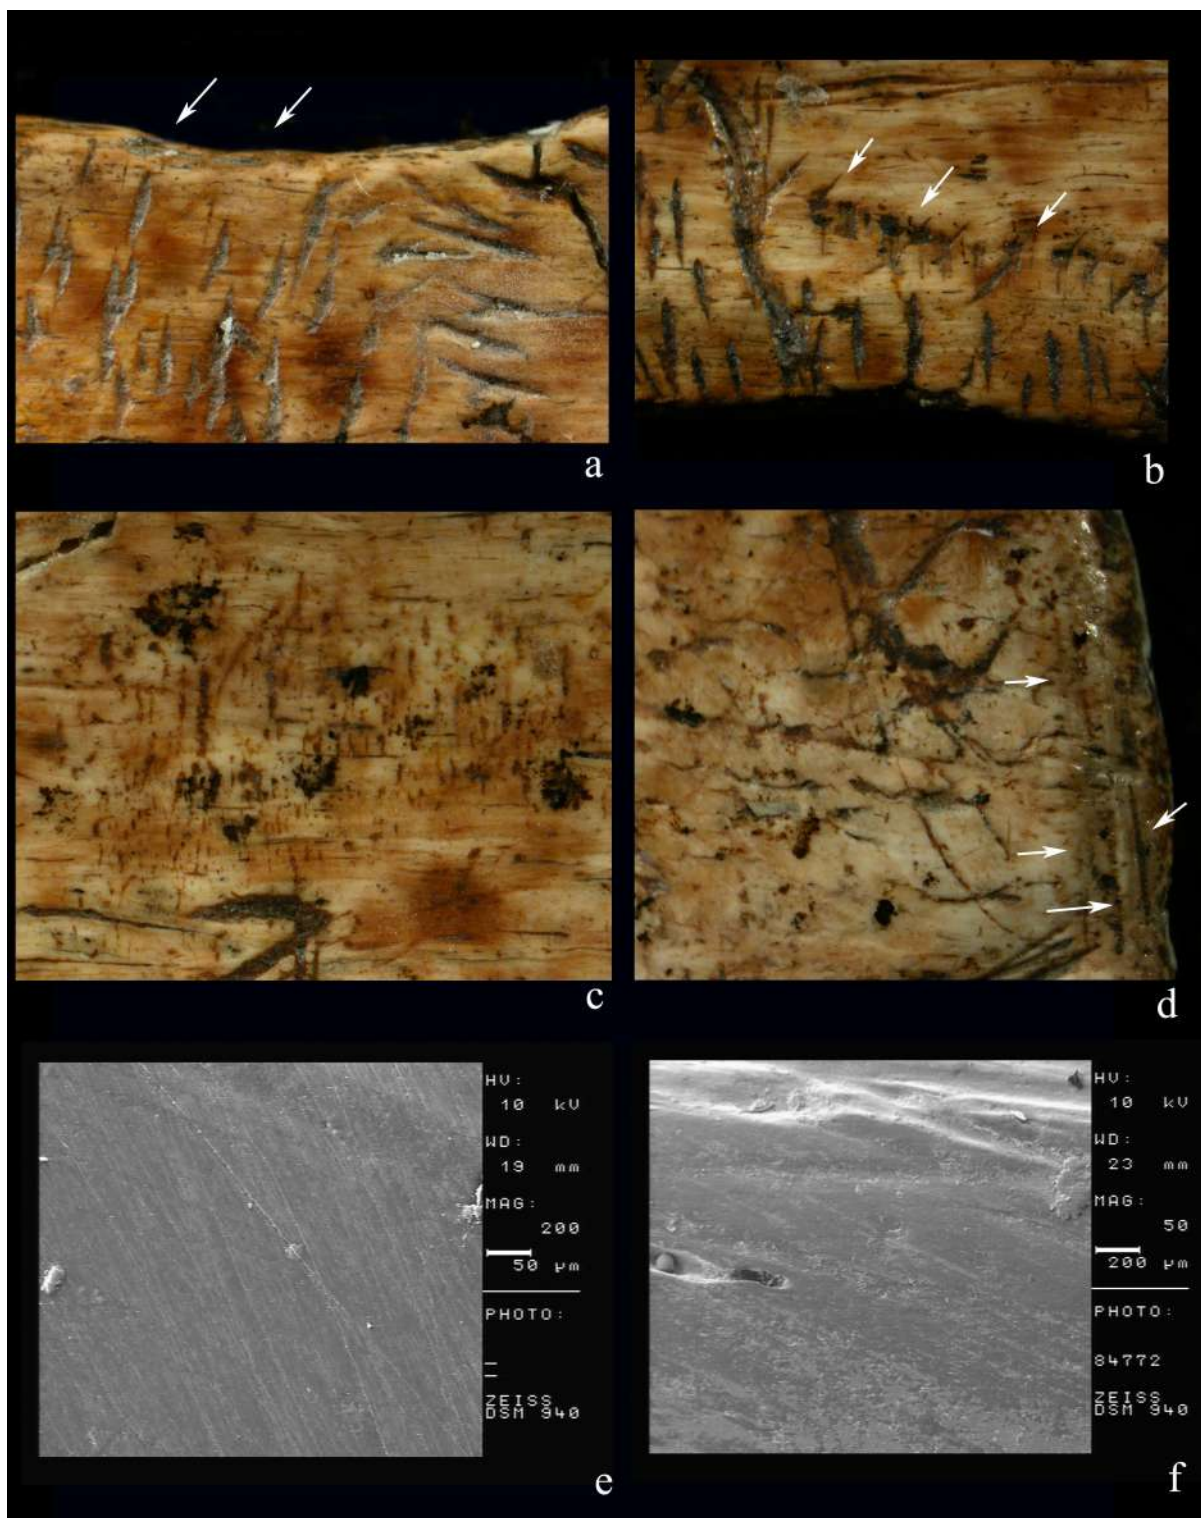 a
b
c
d
HV:
10 kV
WD:
19 mm
MAG:
200
50 µm
PHOTO:
ZEISS
DSM 940
e
HV:
10 kV
WD:
23 mm
MAG:
50
200 µm
PHOTO:
84772
ZEISS
DSM 940
f